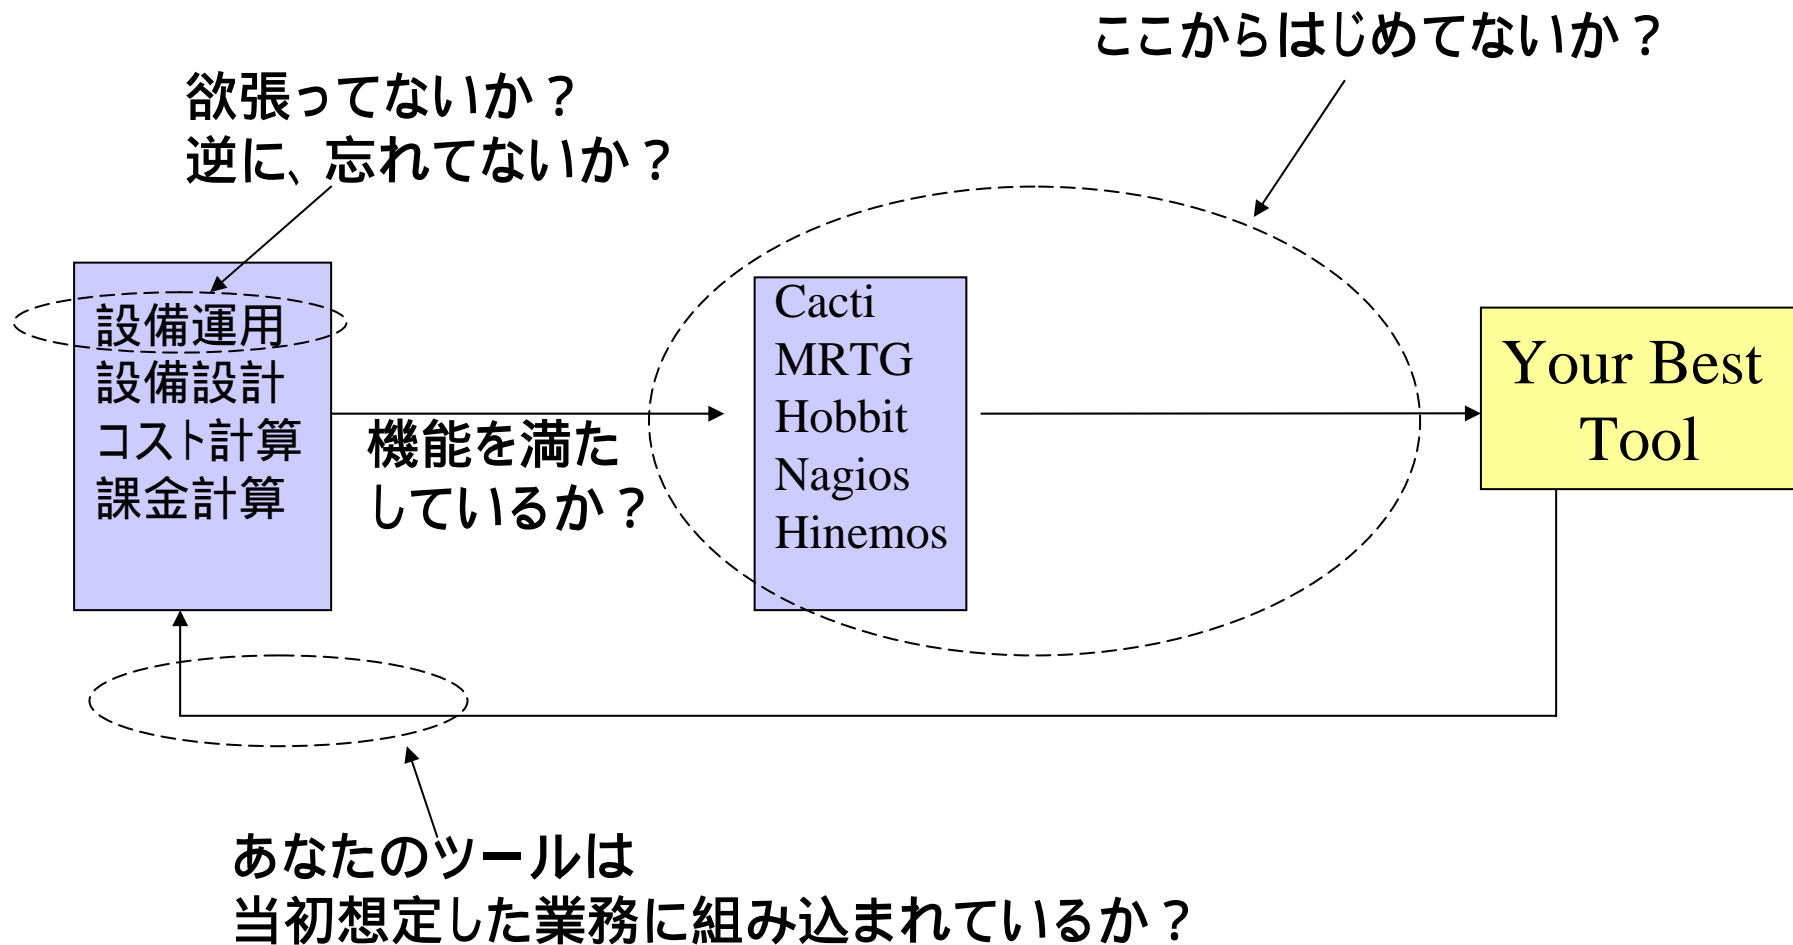 ここからはじめてないか？
欲張ってないか？
逆に、忘れてないか？
設備運用
設備設計
コスト計算
課金計算
機能を満た
しているか？
Cacti
MRTG
Hobbit
Nagios
Hinemos
Your Best
Tool
あなたのツールは
当初想定した業務に組み込まれているか？